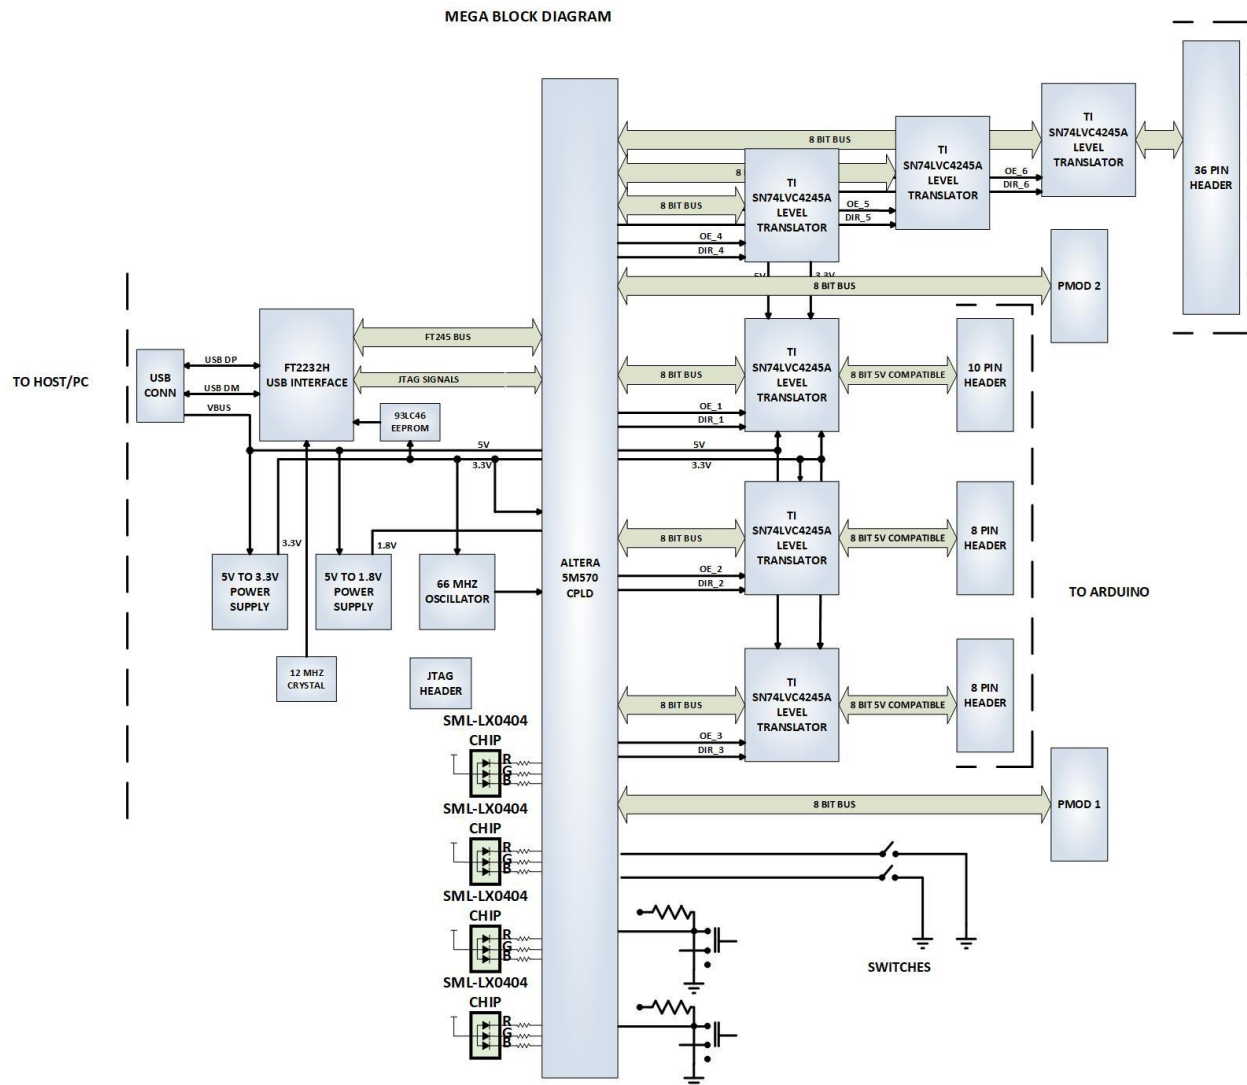 MEGA BLOCK DIAGRAM
8 BIT BUS
TI
SN74LVC4245A
LEVEL
TRANSLATOR
36 PIN
HEADER
TI
SN74LVC4245A
LEVEL
TRANSLATOR
OE_6
DIR_6
8
TI
SN74LVC4245A
LEVEL
TRANSLATOR
8 BIT BUS
OE_5
DIR_5
OE_4
DIR_4
5V
3.3V
8 BIT BUS
PMOD 2
TO HOST/PC
USB
CONN
USB DP
USB DM
VBUS
FT2232H
USB INTERFACE
FT245 BUS
JTAG SIGNALS
93LC46
EEPROM
5V
3.3V
8 BIT BUS
TI
SN74LVC4245A
LEVEL
TRANSLATOR
8 BIT 5V COMPATIBLE
10 PIN
HEADER
OE_1
DIR_1
5V
3.3V
3.3V
1.8V
5V TO 3.3V
POWER
SUPPLY
5V TO 1.8V
POWER
SUPPLY
66 MHZ
OSCILLATOR
ALTERA
5M570
CPLD
8 BIT BUS
TI
SN74LVC4245A
LEVEL
TRANSLATOR
8 BIT 5V COMPATIBLE
8 PIN
HEADER
OE_2
DIR_2
TO ARDUINO
12 MHZ
CRYSTAL
JTAG
HEADER
8 BIT BUS
TI
SN74LVC4245A
LEVEL
TRANSLATOR
8 BIT 5V COMPATIBLE
8 PIN
HEADER
OE_3
DIR_3
SML-LX0404
CHIP
R
G
B
8 BIT BUS
PMOD 1
SML-LX0404
CHIP
R
G
B
SML-LX0404
CHIP
R
G
B
SWITCHES
SML-LX0404
CHIP
R
G
B